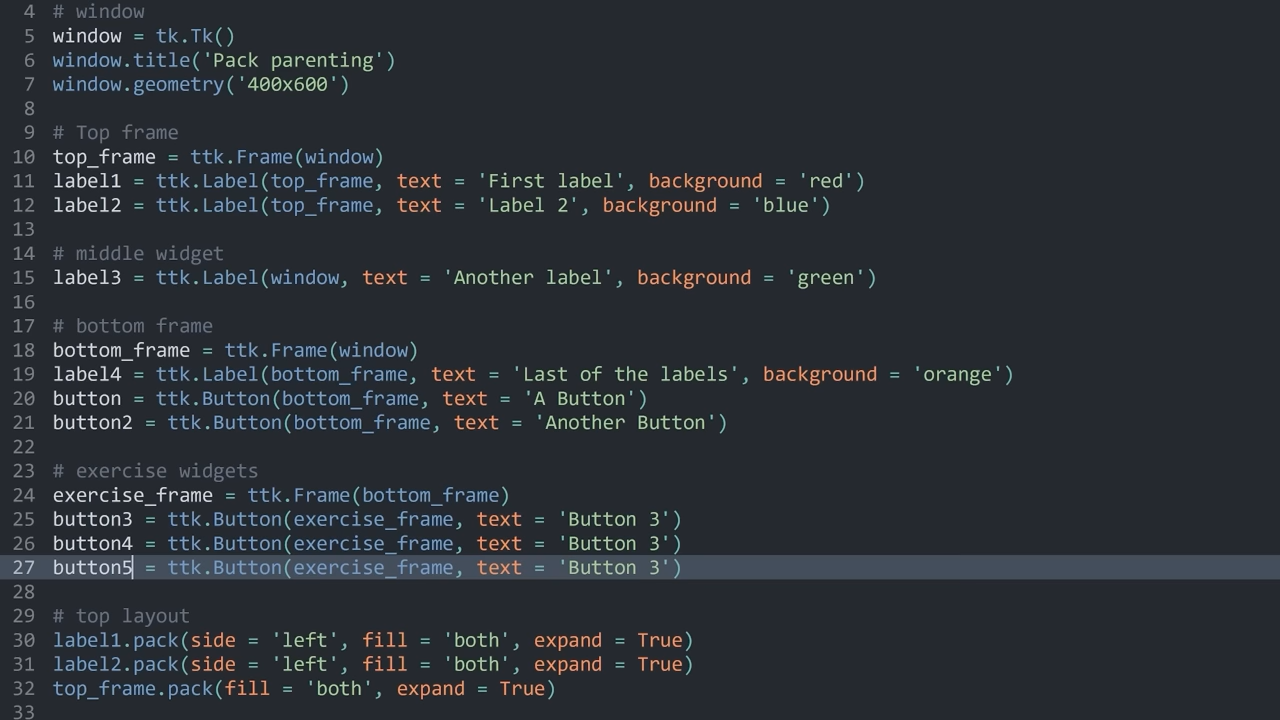 4 # window
5 window = tk.Tk()
6 window.title('Pack parenting')
7 window.geometry('400x600')
8
9 # Top frame
10 top_frame = ttk.Frame(window)
11 label1 = ttk.Label(top_frame, text = 'First label', background = 'red')
12 label2 = ttk.Label(top_frame, text = 'Label 2', background = 'blue')
13
14 # middle widget
15 label3 = ttk.Label(window, text = 'Another label', background = 'green')
16
17 # bottom frame
18 bottom_frame = ttk.Frame(window)
19 label4 = ttk.Label(bottom_frame, text = 'Last of the labels', background = 'orange')
20 button = ttk.Button(bottom_frame, text = 'A Button')
21 button2 = ttk.Button(bottom_frame, text = 'Another Button')
22
23 # exercise widgets
24 exercise_frame = ttk.Frame(bottom_frame)
25 button3 = ttk.Button(exercise_frame, text = 'Button 3')
26 button4 = ttk.Button(exercise_frame, text = 'Button 3')
27 button5 = ttk.Button(exercise_frame, text = 'Button 3')
28
29 # top layout
30 label1.pack(side = 'left', fill = 'both', expand = True)
31 label2.pack(side = 'left', fill = 'both', expand = True)
32 top_frame.pack(fill = 'both', expand = True)
33